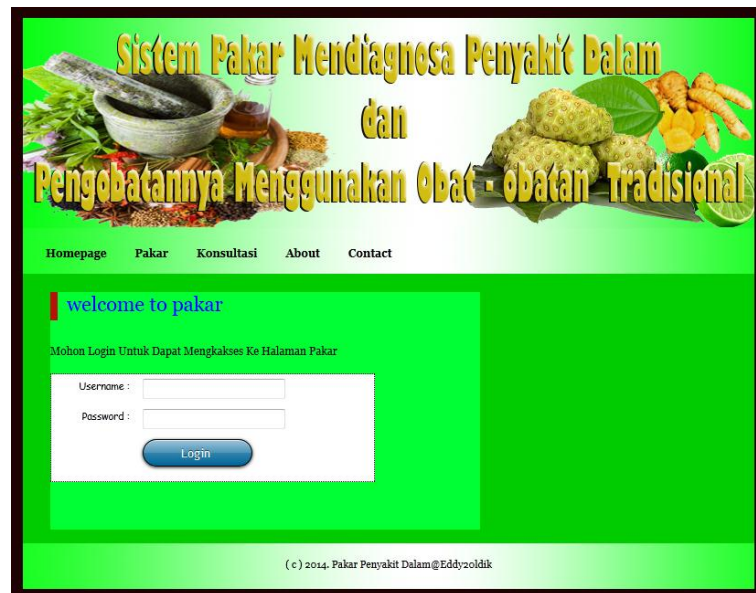 Sistem Pakar Mendiagnosa Penyakit Dalam
dan
Pengobatannya Menggunakan Obat - obatan Tradisional
Homepage Pakar Konsultasi About Contact
welcome to pakar
Mohon Login Untuk Dapat Mengkakses Ke Halaman Pakar
Username :
Password :
Login
( c ) 2014. Pakar Penyakit Dalam@Eddy20ldik